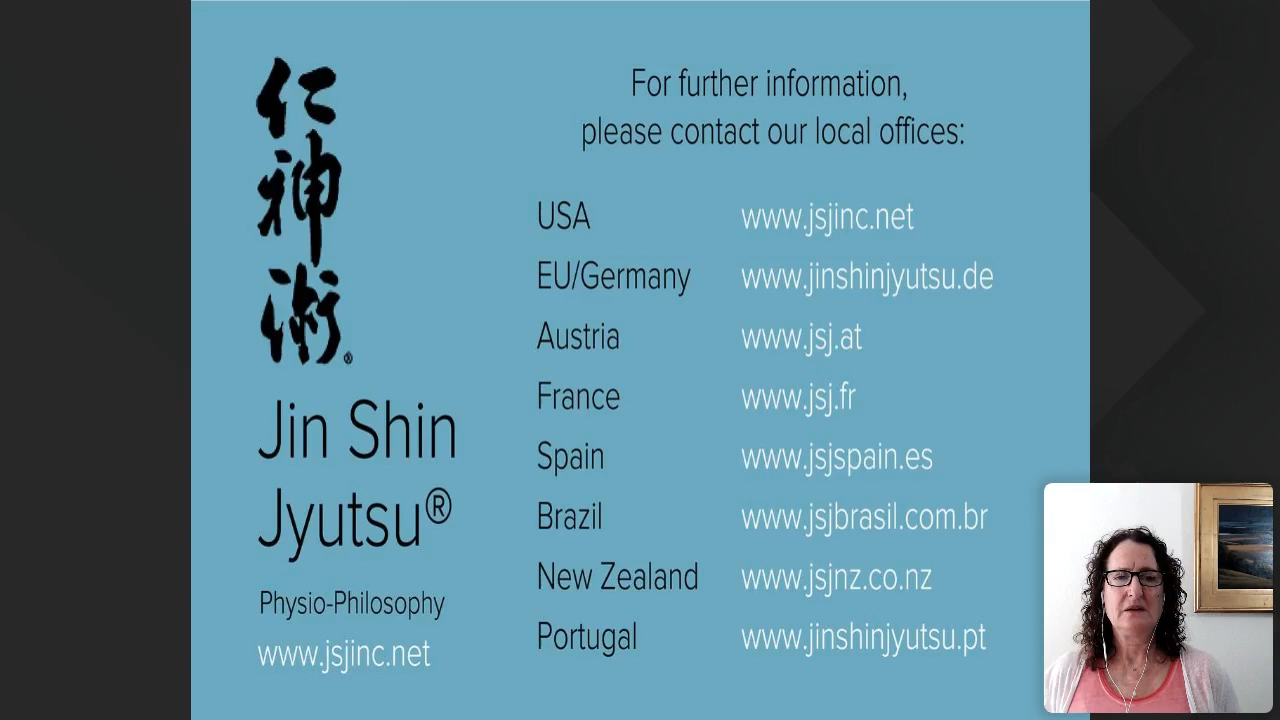 仁
神
術®
Jin Shin
Jyutsu®
Physio-Philosophy
www.jsjinc.net
For further information,
please contact our local offices:
USA www.jsjinc.net
EU/Germany www.jinshinjyutsu.de
Austria www.jsj.at
France www.jsj.fr
Spain www.jsjspain.es
Brazil www.jsjbrasil.com.br
New Zealand www.jsjnz.co.nz
Portugal www.jinshinjyutsu.pt